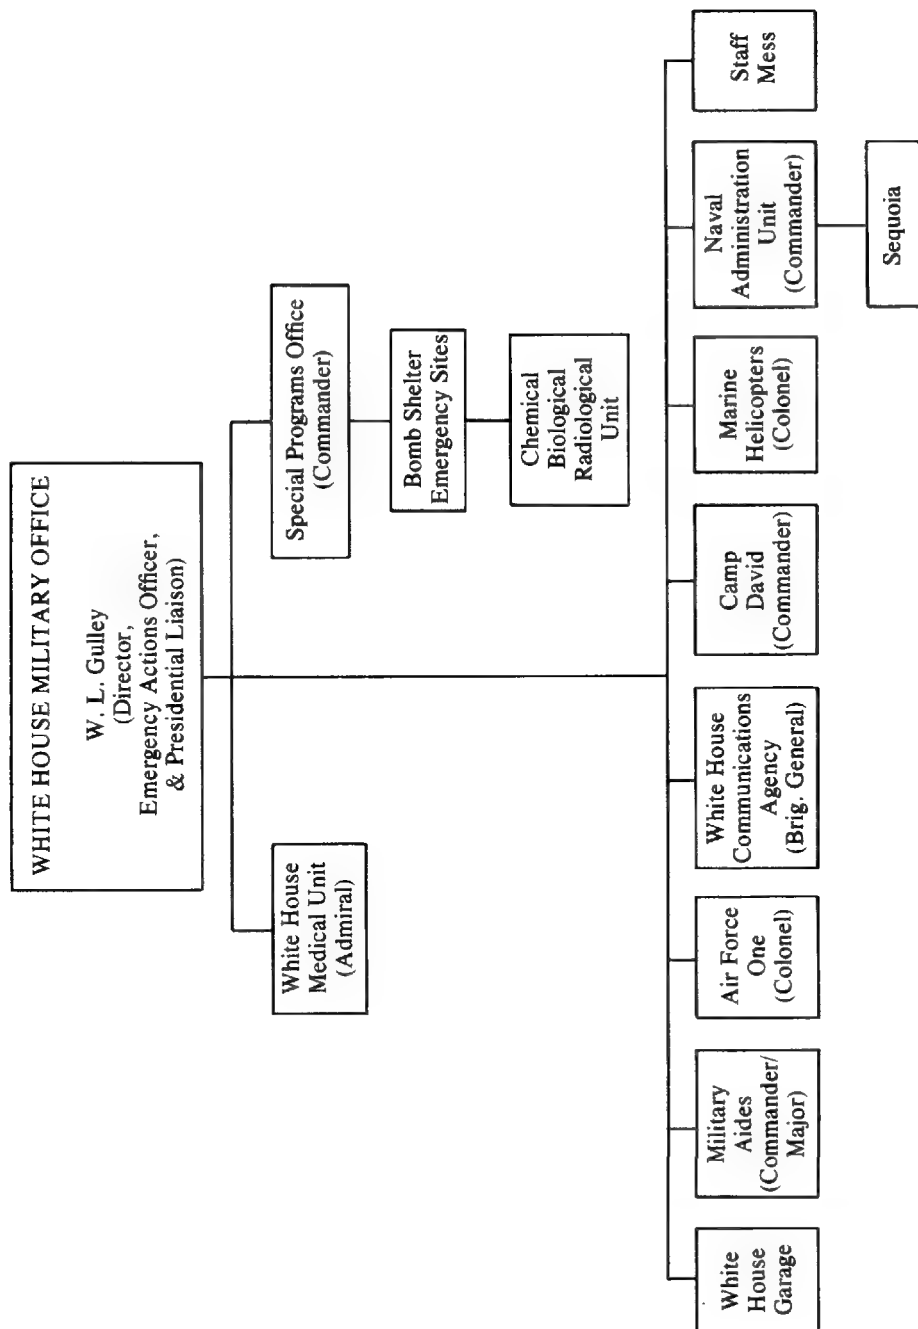 WHITE HOUSE MILITARY OFFICE
W. L. Gulley
(Director,
Emergency Actions Officer,
& Presidential Liaison)
White House
Medical Unit
(Admiral)
Special Programs Office
(Commander)
Bomb Shelter
Emergency Sites
Chemical
Biological
Radiological
Unit
White
House
Garage
Military
Aides
(Commander/
Major)
Air Force
One
(Colonel)
White House
Communications
Agency
(Brig. General)
Camp
David
(Commander)
Marine
Helicopters
(Colonel)
Naval
Administration
Unit
(Commander)
Staff
Mess
Sequoia